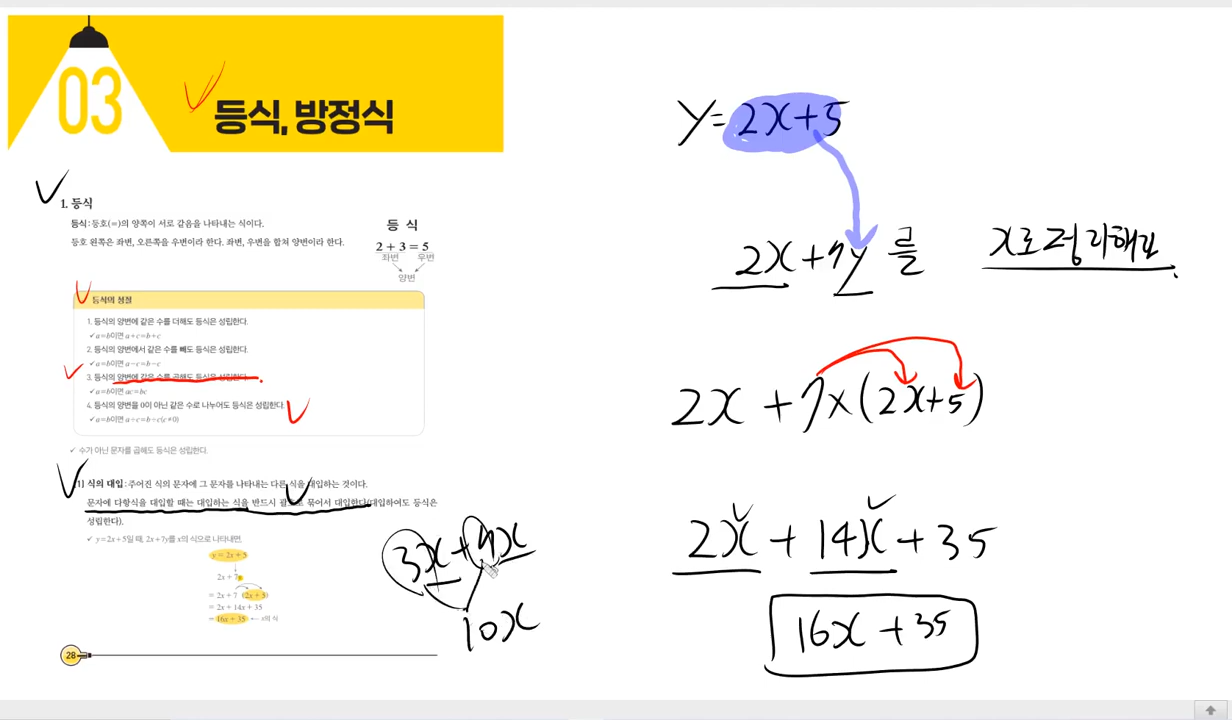 03
등식, 방정식
1. 등식
등식 : 등호(=)의 양쪽이 서로 같음을 나타내는 식이다.
등호 왼쪽은 좌변, 오른쪽을 우변이라 한다. 좌변, 우변을 합쳐 양변이라 한다.
등 식
2 + 3 = 5
좌변 우변
양변
등식의 성질
1. 등식의 양변에 같은 수를 더해도 등식은 성립한다.
✓ a=b이면 a+c=b+c
2. 등식의 양변에서 같은 수를 빼도 등식은 성립한다.
✓ a=b이면 a-c=b-c
3. 등식의 양변에 같은 수를 곱해도 등식은 성립한다.
✓ a=b이면 ac=bc
4. 등식의 양변을 0이 아닌 같은 수로 나누어도 등식은 성립한다.
✓ a=b이면 a÷c=b÷c(c≠0)
✓ 수가 아닌 문자를 곱해도 등식은 성립한다.
1) 식의 대입 : 주어진 식의 문자에 그 문자를 나타내는 다른 식을 대입하는 것이다.
문자에 다항식을 대입할 때는 대입하는 식을 반드시 괄호로 묶어서 대입한다(대입하여도 등식은
성립한다).
✓ y=2x+5일 때, 2x+7y를 x의 식으로 나타내면,
y = 2x + 5
2x + 7y
= 2x + 7 (2x + 5)
= 2x + 14x + 35
= 16x + 35 ← x의 식
28
3x + 7x
10x
y = 2x+5
2x+7y 를 x로 정리해라
2x + 7×(2x+5)
2x + 14x + 35
16x + 35